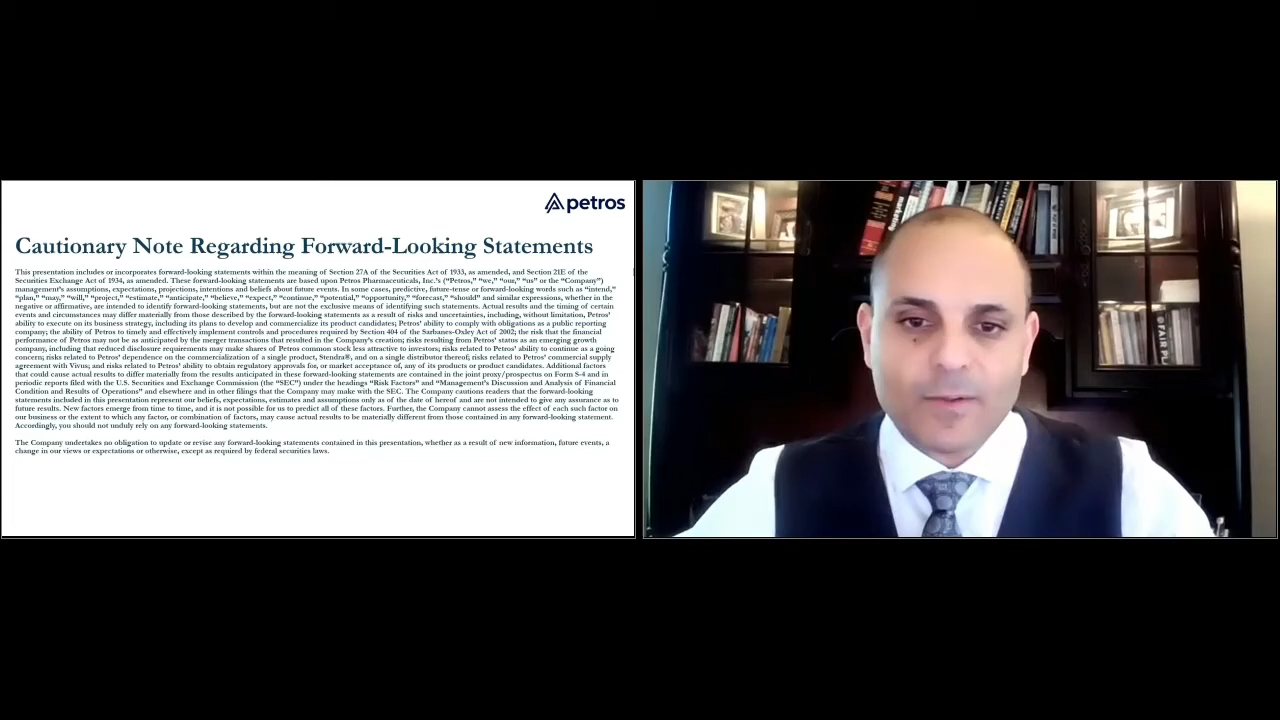 petros
Cautionary Note Regarding Forward-Looking Statements
This presentation includes or incorporates forward-looking statements within the meaning of Section 27A of the Securities Act of 1933, as amended, and Section 21E of the
Securities Exchange Act of 1934, as amended. These forward-looking statements are based upon Petros Pharmaceuticals, Inc.'s (“Petros,” “we,” “our,” “us” or the “Company”)
management's assumptions, expectations, projections, intentions and beliefs about future events. In some cases, predictive, future-tense or forward-looking words such as “intend,”
“plan,” “may,” “will,” “project,” “estimate,” “anticipate,” “believe,” “expect,” “continue,” “potential,” “opportunity,” “forecast,” “should” and similar expressions, whether in the
negative or affirmative, are intended to identify forward-looking statements, but are not the exclusive means of identifying such statements. Actual results and the timing of certain
events and circumstances may differ materially from those described by the forward-looking statements as a result of risks and uncertainties, including, without limitation, Petros'
ability to execute on its business strategy, including its plans to develop and commercialize its product candidates; Petros' ability to comply with obligations as a public reporting
company; the ability of Petros to timely and effectively implement controls and procedures required by Section 404 of the Sarbanes-Oxley Act of 2002; the risk that the financial
performance of Petros may not be as anticipated by the merger transactions that resulted in the Company's creation; risks resulting from Petros' status as an emerging growth
company, including that reduced disclosure requirements may make shares of Petros common stock less attractive to investors; risks related to Petros' ability to continue as a going
concern; risks related to Petros' dependence on the commercialization of a single product, Stendra®, and on a single distributor thereof; risks related to Petros' commercial supply
agreement with Vivus; and risks related to Petros' ability to obtain regulatory approvals for, or market acceptance of, any of its products or product candidates. Additional factors
that could cause actual results to differ materially from the results anticipated in these forward-looking statements are contained in the joint proxy/prospectus on Form S-4 and in
periodic reports filed with the U.S. Securities and Exchange Commission (the “SEC”) under the headings “Risk Factors” and “Management's Discussion and Analysis of Financial
Condition and Results of Operations” and elsewhere and in other filings that the Company may make with the SEC. The Company cautions readers that the forward-looking
statements included in this presentation represent our beliefs, expectations, estimates and assumptions only as of the date of hereof and are not intended to give any assurance as to
future results. New factors emerge from time to time, and it is not possible for us to predict all of these factors. Further, the Company cannot assess the effect of each such factor on
our business or the extent to which any factor, or combination of factors, may cause actual results to be materially different from those contained in any forward-looking statement.
Accordingly, you should not unduly rely on any forward-looking statements.
The Company undertakes no obligation to update or revise any forward-looking statements contained in this presentation, whether as a result of new information, future events, a
change in our views or expectations or otherwise, except as required by federal securities laws.
marketing